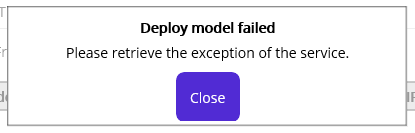 Deploy model failed
Please retrieve the exception of the service.
Close